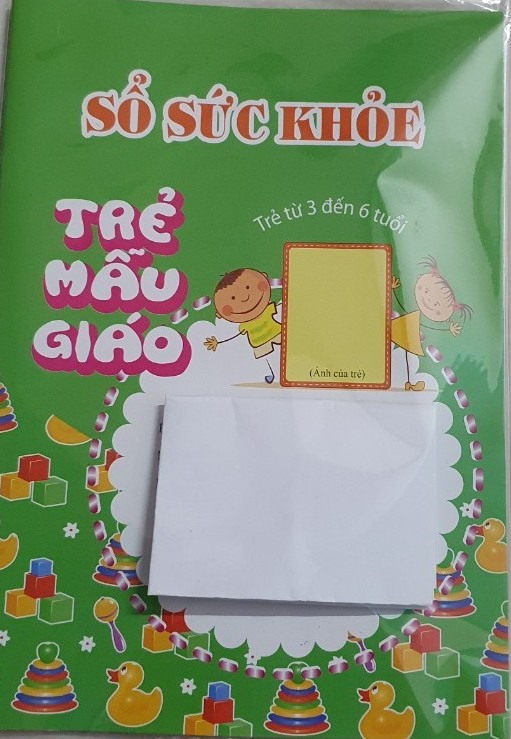 SỔ SỨC KHỎE
TRẺ
MẪU
GIÁO
Trẻ từ 3 đến 6 tuổi
(Ảnh của trẻ)